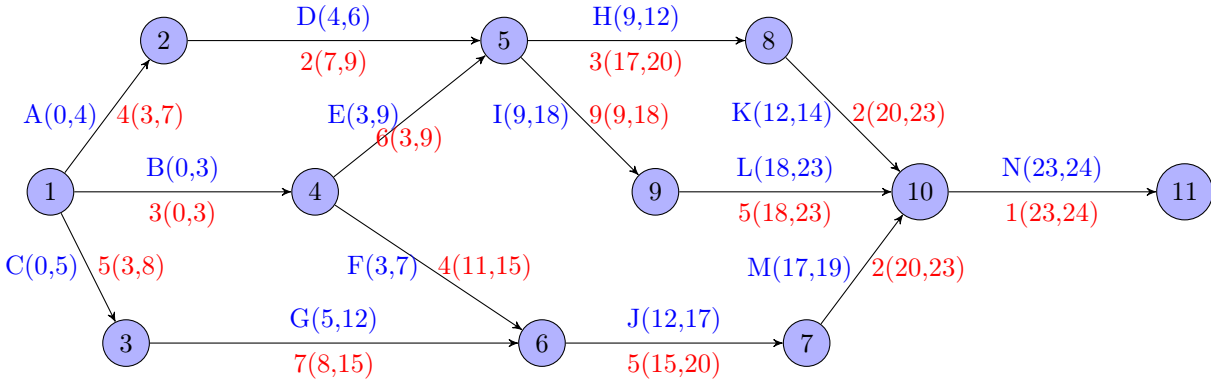 D(4,6)
H(9,12)
2
5
8
2(7,9)
3(17,20)
A(0,4)
4(3,7)
E(3,9)
6(3,9)
I(9,18)
9(9,18)
K(12,14)
2(20,23)
B(0,3)
L(18,23)
N(23,24)
1
4
9
10
11
3(0,3)
5(18,23)
1(23,24)
C(0,5)
5(3,8)
F(3,7)
4(11,15)
M(17,19)
2(20,23)
G(5,12)
J(12,17)
3
6
7
7(8,15)
5(15,20)